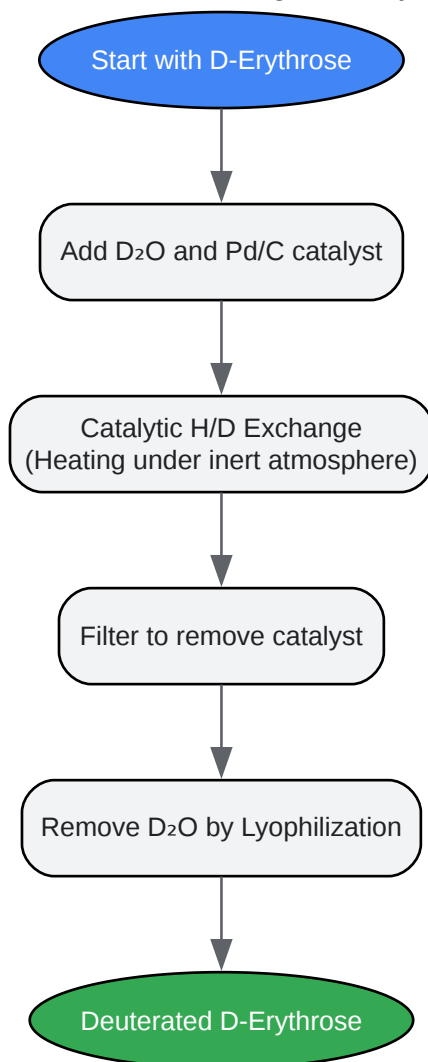 Start with D-Erythrose
Add D₂O and Pd/C catalyst
Catalytic H/D Exchange
(Heating under inert atmosphere)
Filter to remove catalyst
Remove D₂O by Lyophilization
Deuterated D-Erythrose